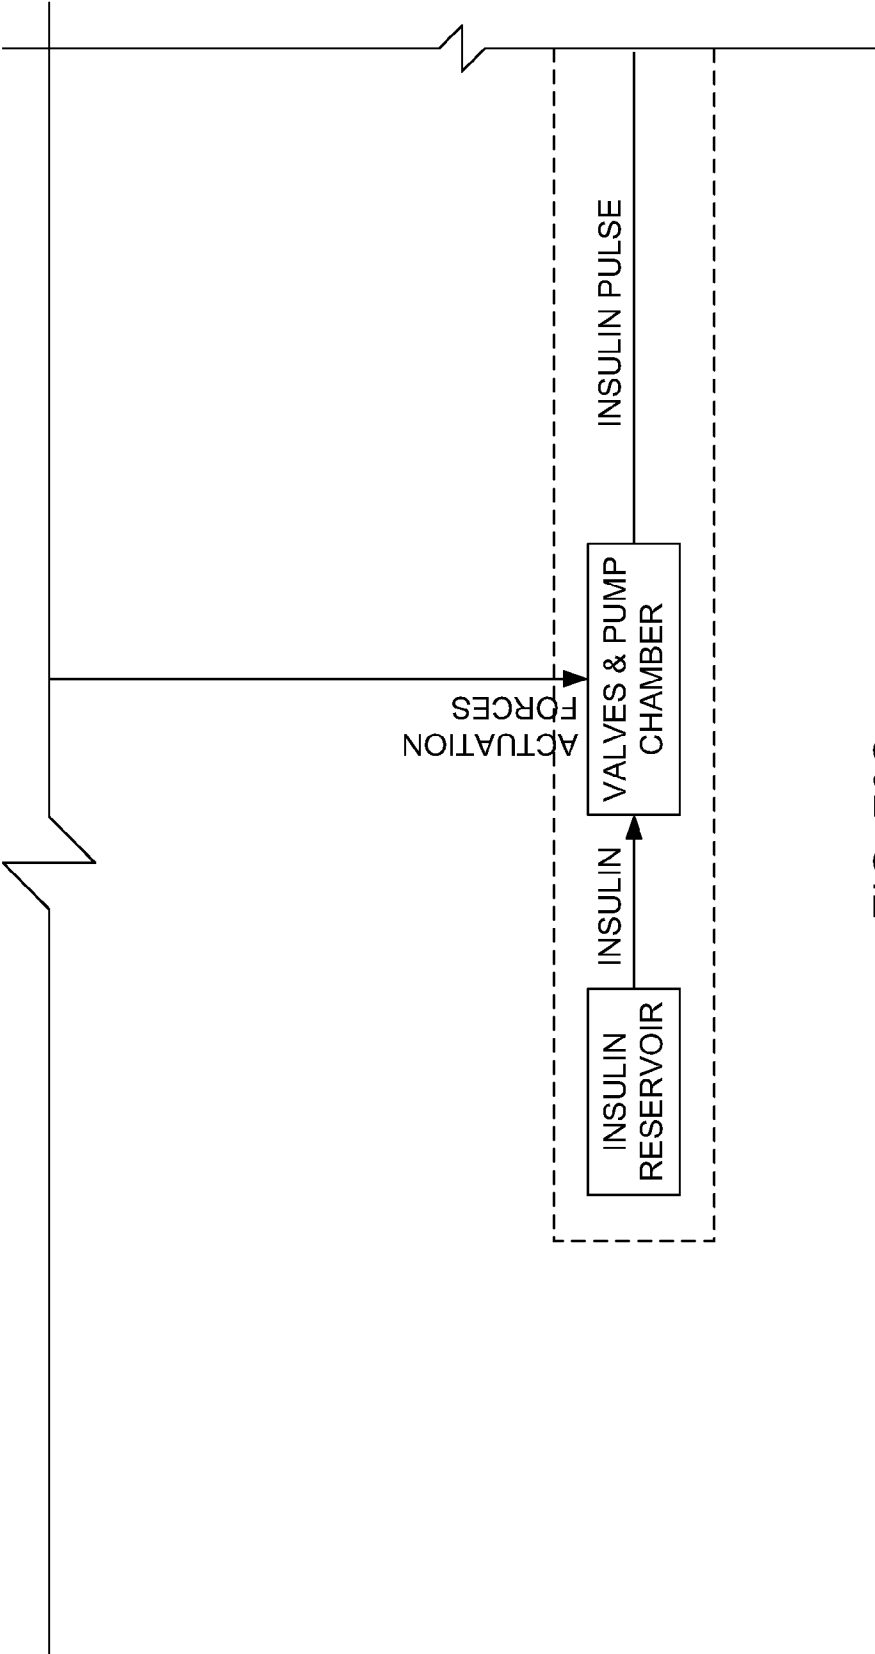 ACTUATION
FORCES
INSULIN
RESERVOIR
INSULIN
VALVES & PUMP
CHAMBER
INSULIN PULSE